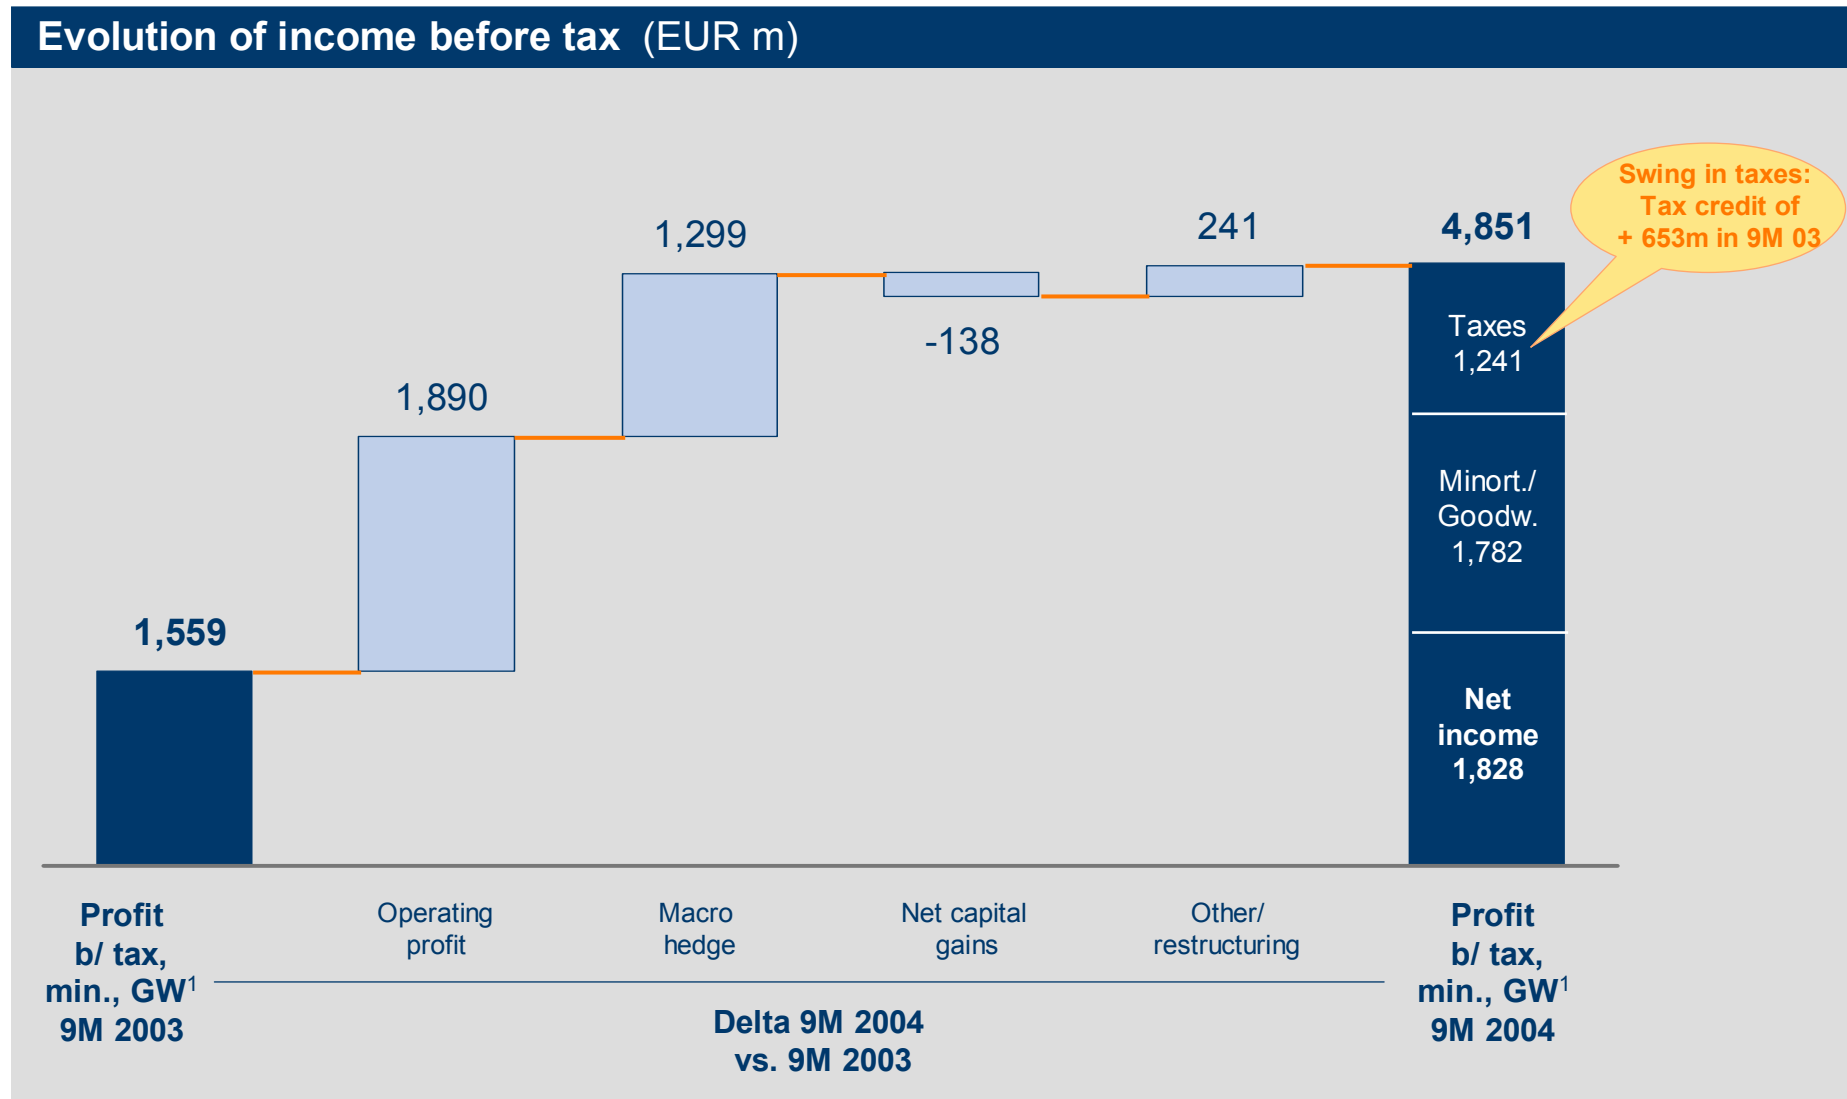 Evolution of income before tax (EUR m)
Swing in taxes:
Tax credit of
+ 653m in 9M 03
1,559
1,890
1,299
-138
241
4,851
Taxes
1,241
Minort./
Goodw.
1,782
Net
income
1,828
Profit
b/ tax,
min., GW1
9M 2003
Operating
profit
Macro
hedge
Net capital
gains
Other/
restructuring
Profit
b/ tax,
min., GW1
9M 2004
Delta 9M 2004
vs. 9M 2003